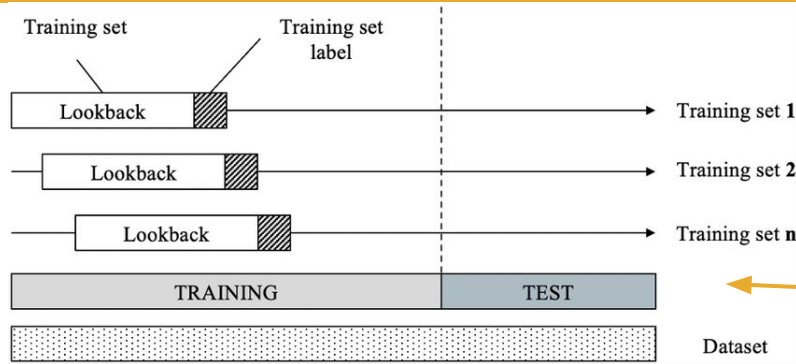 Training set
Training set
label
Lookback
Training set 1
Lookback
Training set 2
Lookback
Training set n
TRAINING
TEST
Dataset